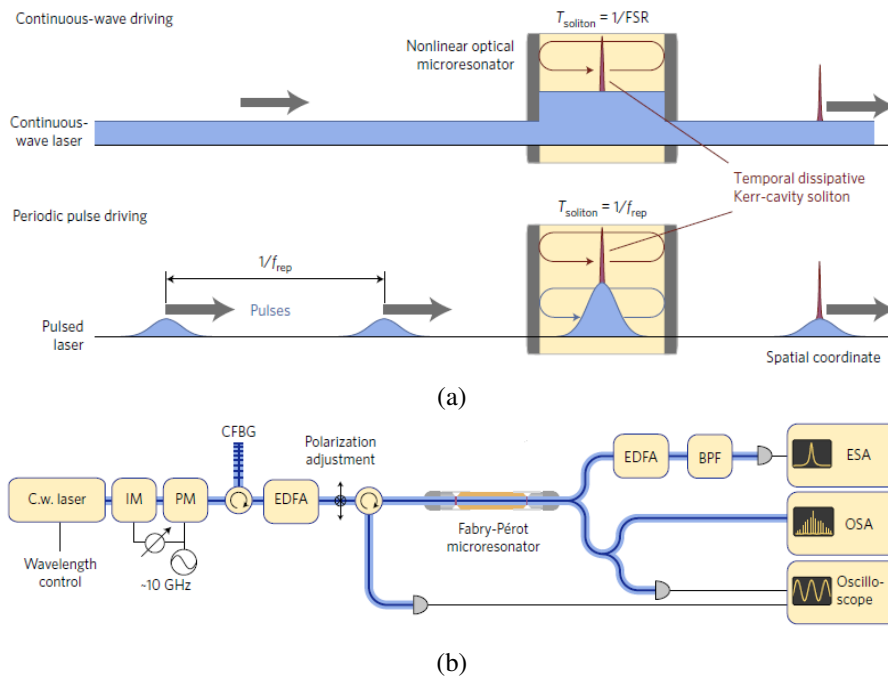 Continuous-wave driving
T_soliton = 1/FSR
Nonlinear optical
microresonator
Continuous-
wave laser
Temporal dissipative
Kerr-cavity soliton
Periodic pulse driving
T_soliton = 1/f_rep
1/f_rep
Pulses
Pulsed
laser
Spatial coordinate
(a)
CFBG
Polarization
adjustment
C.w. laser
IM
PM
EDFA
EDFA
BPF
ESA
OSA
Oscillo-
scope
Fabry-Pérot
microresonator
Wavelength
control
~10 GHz
(b)